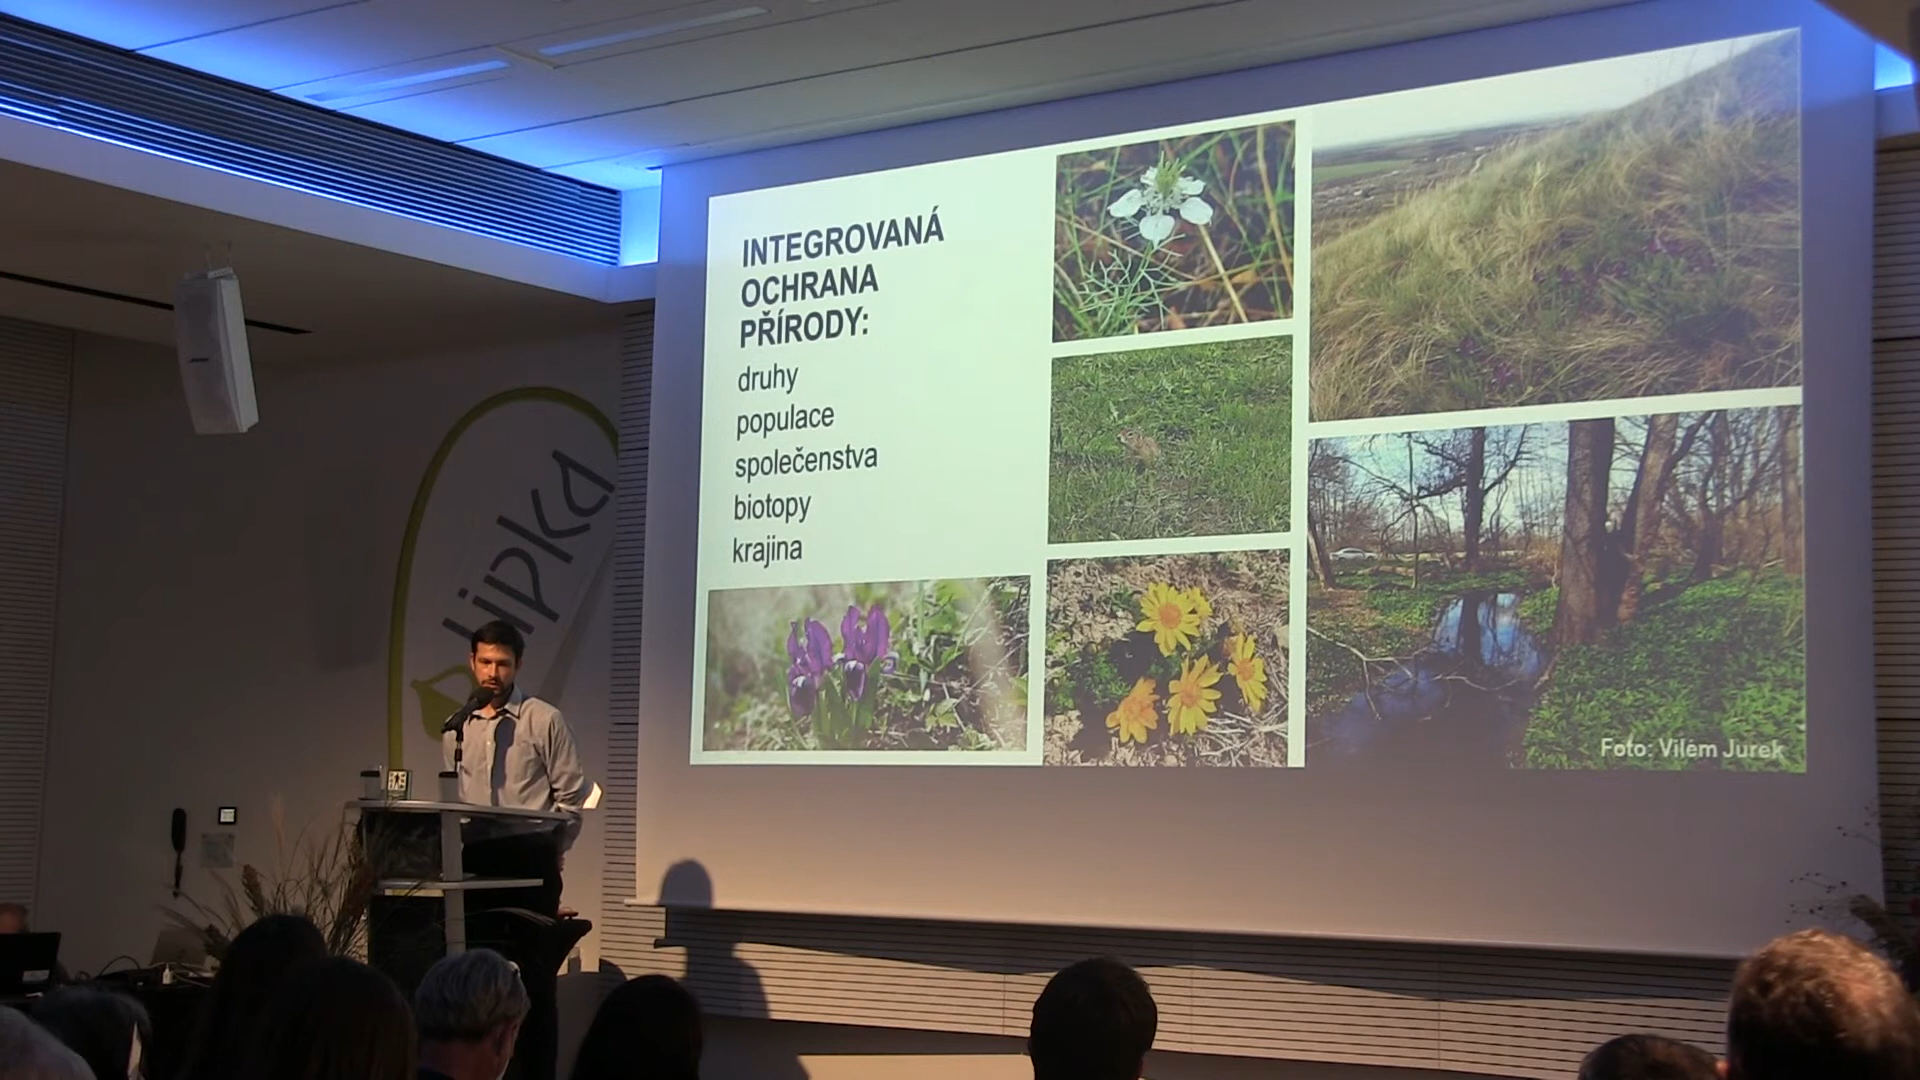 INTEGROVANÁ
OCHRANA
PŘÍRODY:
druhy
populace
společenstva
biotopy
krajina
Foto: Vilém Jurek
lipka